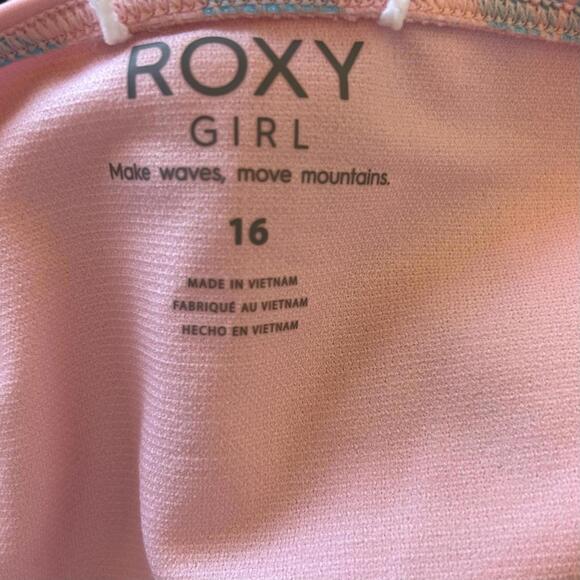 ROXY
GIRL
Make waves, move mountains.
16
MADE IN VIETNAM
FABRIQUÉ AU VIETNAM
HECHO EN VIETNAM